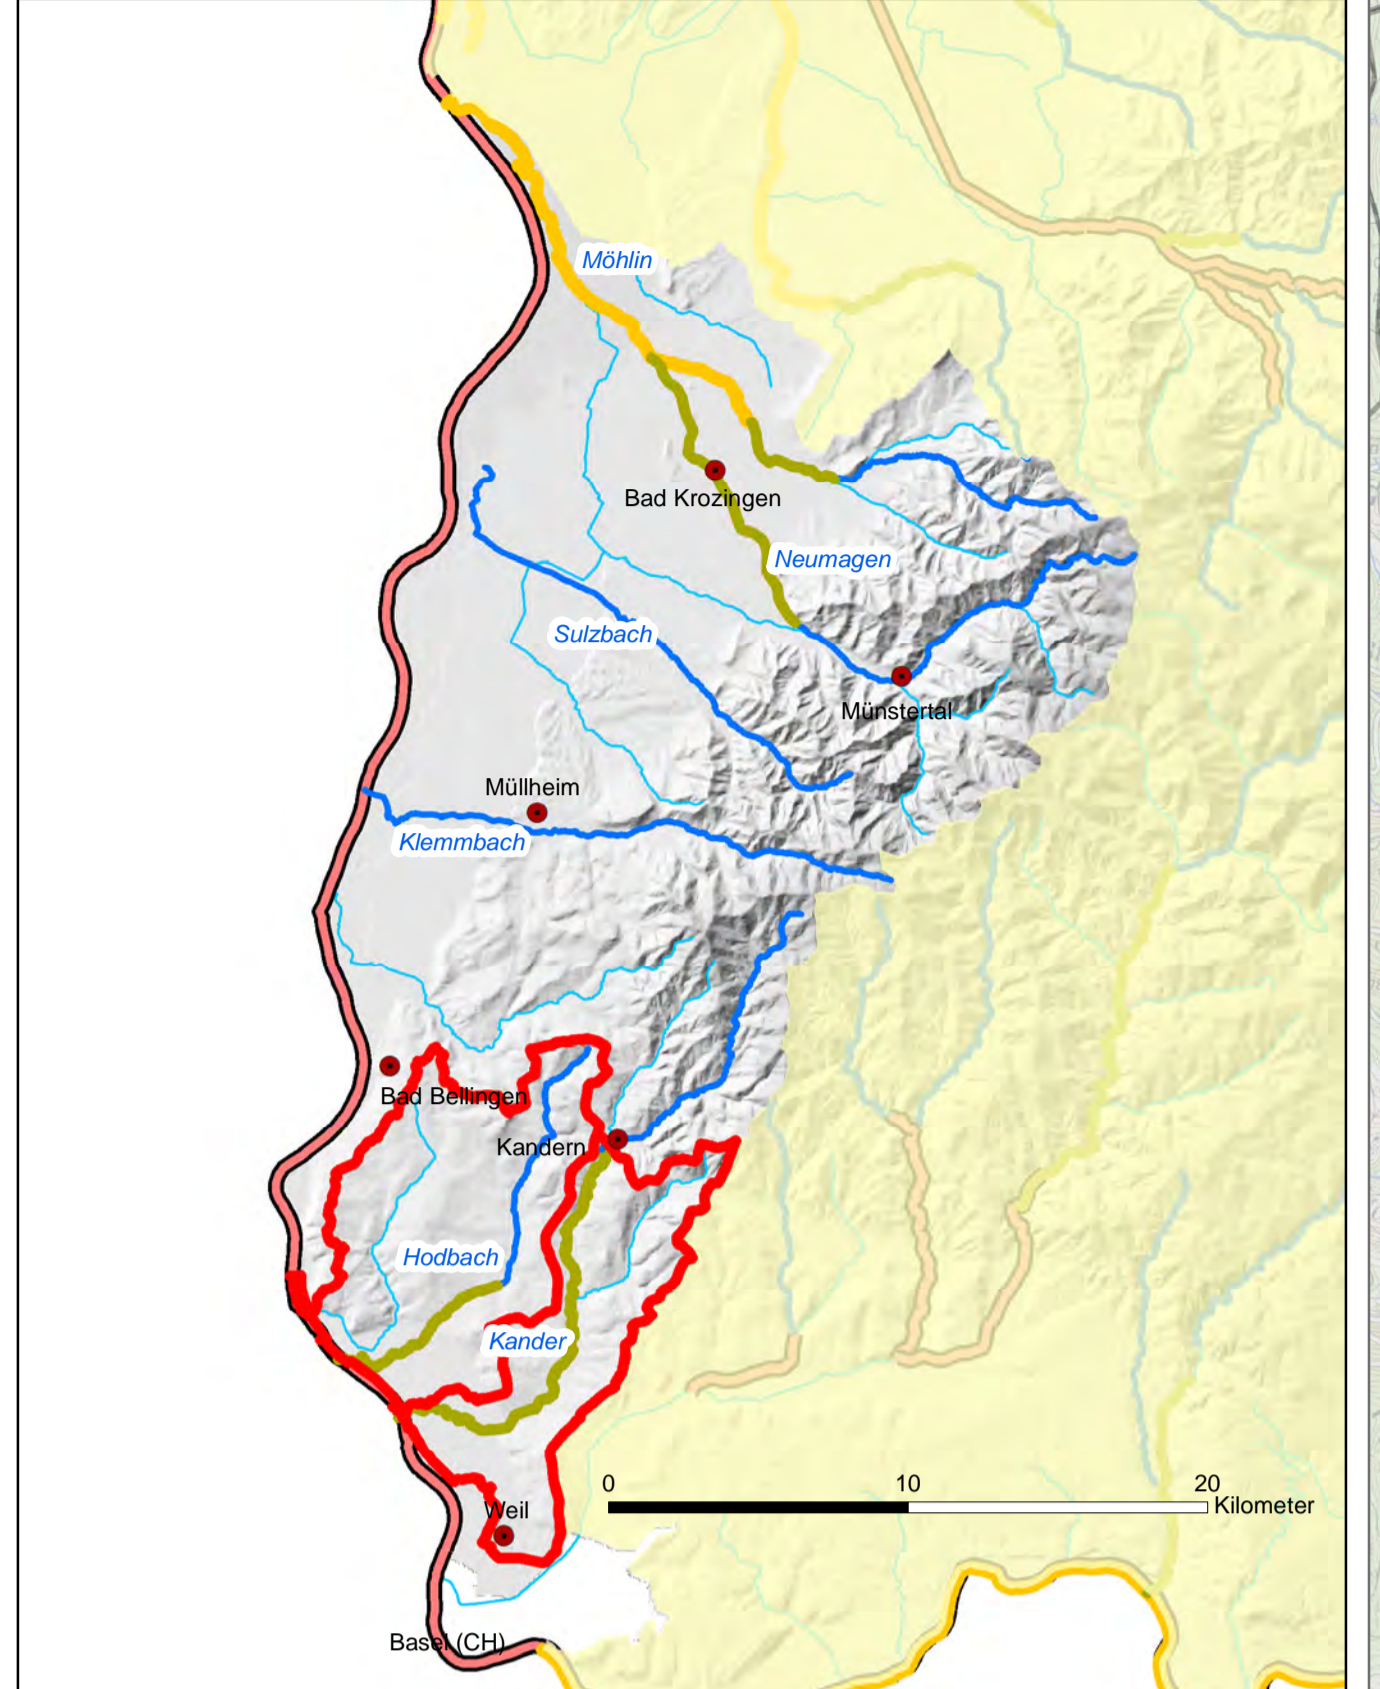 Möhlin
Bad Krozingen
Neumagen
Sulzbach
Münstertal
Müllheim
Klemmbach
Bad Bellingen
Kandern
Hodbach
Kander
0 10 20
Kilometer
Weil
Basel (CH)